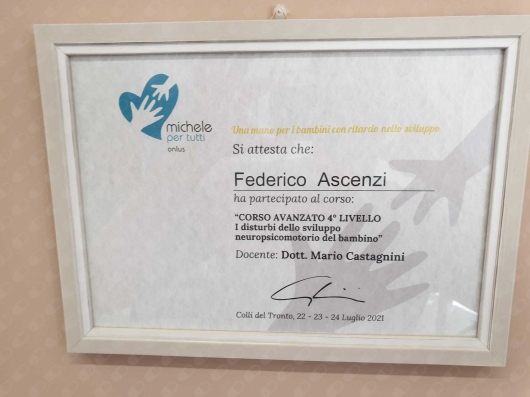 michele
per tutti
onlus
Una mano per i bambini con ritardo nello sviluppo
Si attesta che:
Federico Ascenzi
ha partecipato al corso:
“CORSO AVANZATO 4° LIVELLO
I disturbi dello sviluppo
neuropsicomotorio del bambino”
Docente: Dott. Mario Castagnini
Colli del Tronto, 22 - 23 - 24 Luglio 2021